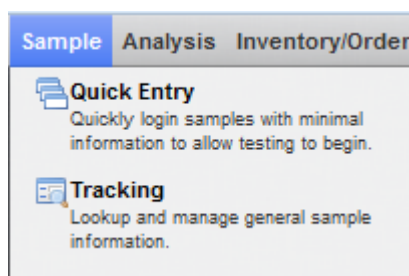 Sample Analysis Inventory/Order
Quick Entry
Quickly login samples with minimal
information to allow testing to begin.
Tracking
Lookup and manage general sample
information.